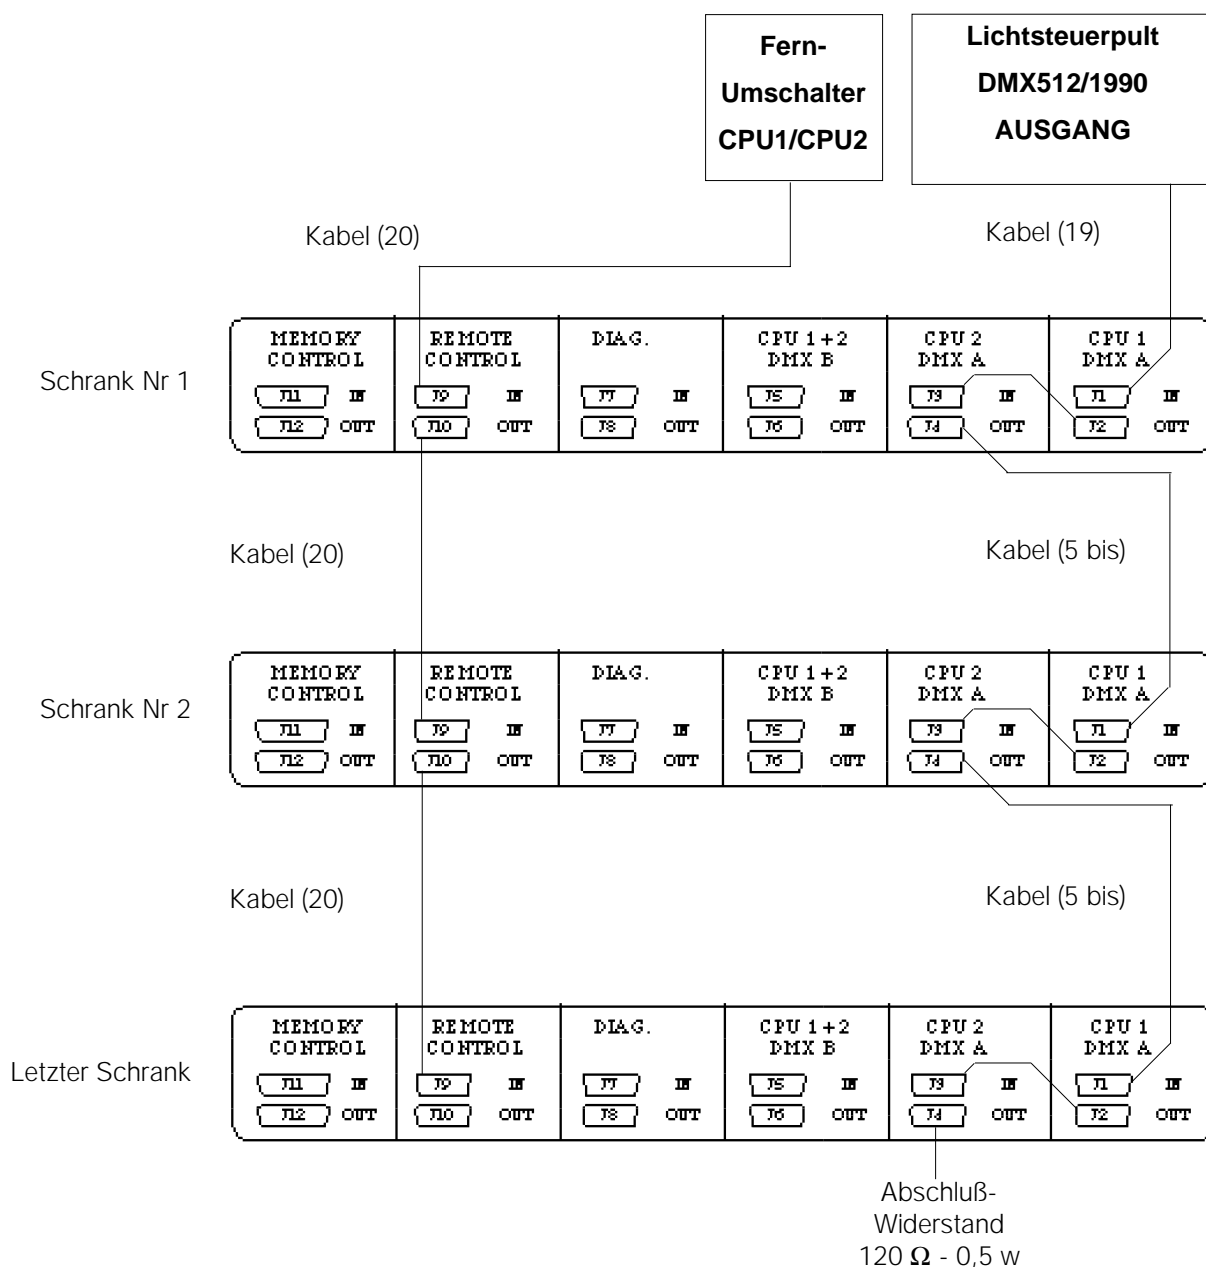 Fern-
Umschalter
CPU1/CPU2
Lichtsteuerpult
DMX512/1990
AUSGANG
Kabel (20)
Kabel (19)
Schrank Nr 1
MEMORY CONTROL
J11 IN
J12 OUT
REMOTE CONTROL
J9 IN
J10 OUT
DIAG.
J7 IN
J8 OUT
CPU 1+2 DMX B
J5 IN
J6 OUT
CPU 2 DMX A
J3 IN
J4 OUT
CPU 1 DMX A
J1 IN
J2 OUT
Kabel (20)
Kabel (5 bis)
Schrank Nr 2
MEMORY CONTROL
J11 IN
J12 OUT
REMOTE CONTROL
J9 IN
J10 OUT
DIAG.
J7 IN
J8 OUT
CPU 1+2 DMX B
J5 IN
J6 OUT
CPU 2 DMX A
J3 IN
J4 OUT
CPU 1 DMX A
J1 IN
J2 OUT
Kabel (20)
Kabel (5 bis)
Letzter Schrank
MEMORY CONTROL
J11 IN
J12 OUT
REMOTE CONTROL
J9 IN
J10 OUT
DIAG.
J7 IN
J8 OUT
CPU 1+2 DMX B
J5 IN
J6 OUT
CPU 2 DMX A
J3 IN
J4 OUT
CPU 1 DMX A
J1 IN
J2 OUT
Abschluß-
Widerstand
120 Ω - 0,5 w